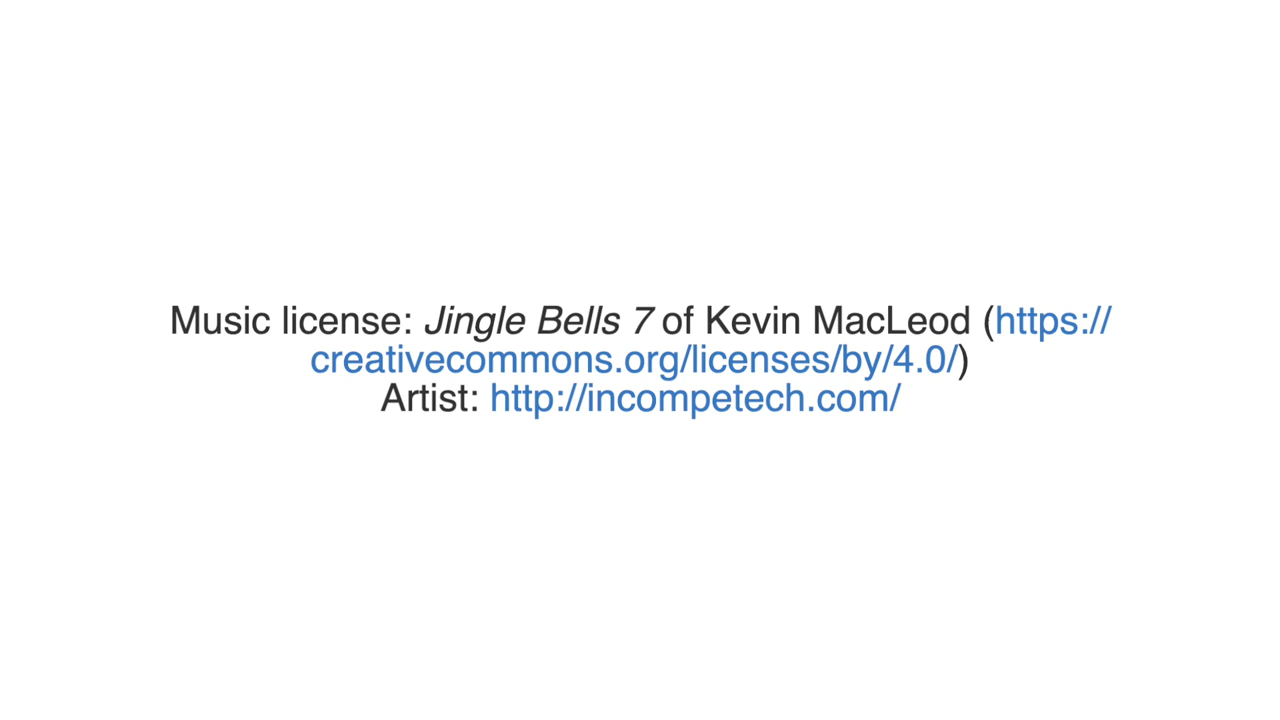 Music license: Jingle Bells 7 of Kevin MacLeod (https://
creativecommons.org/licenses/by/4.0/)
Artist: http://incompetech.com/